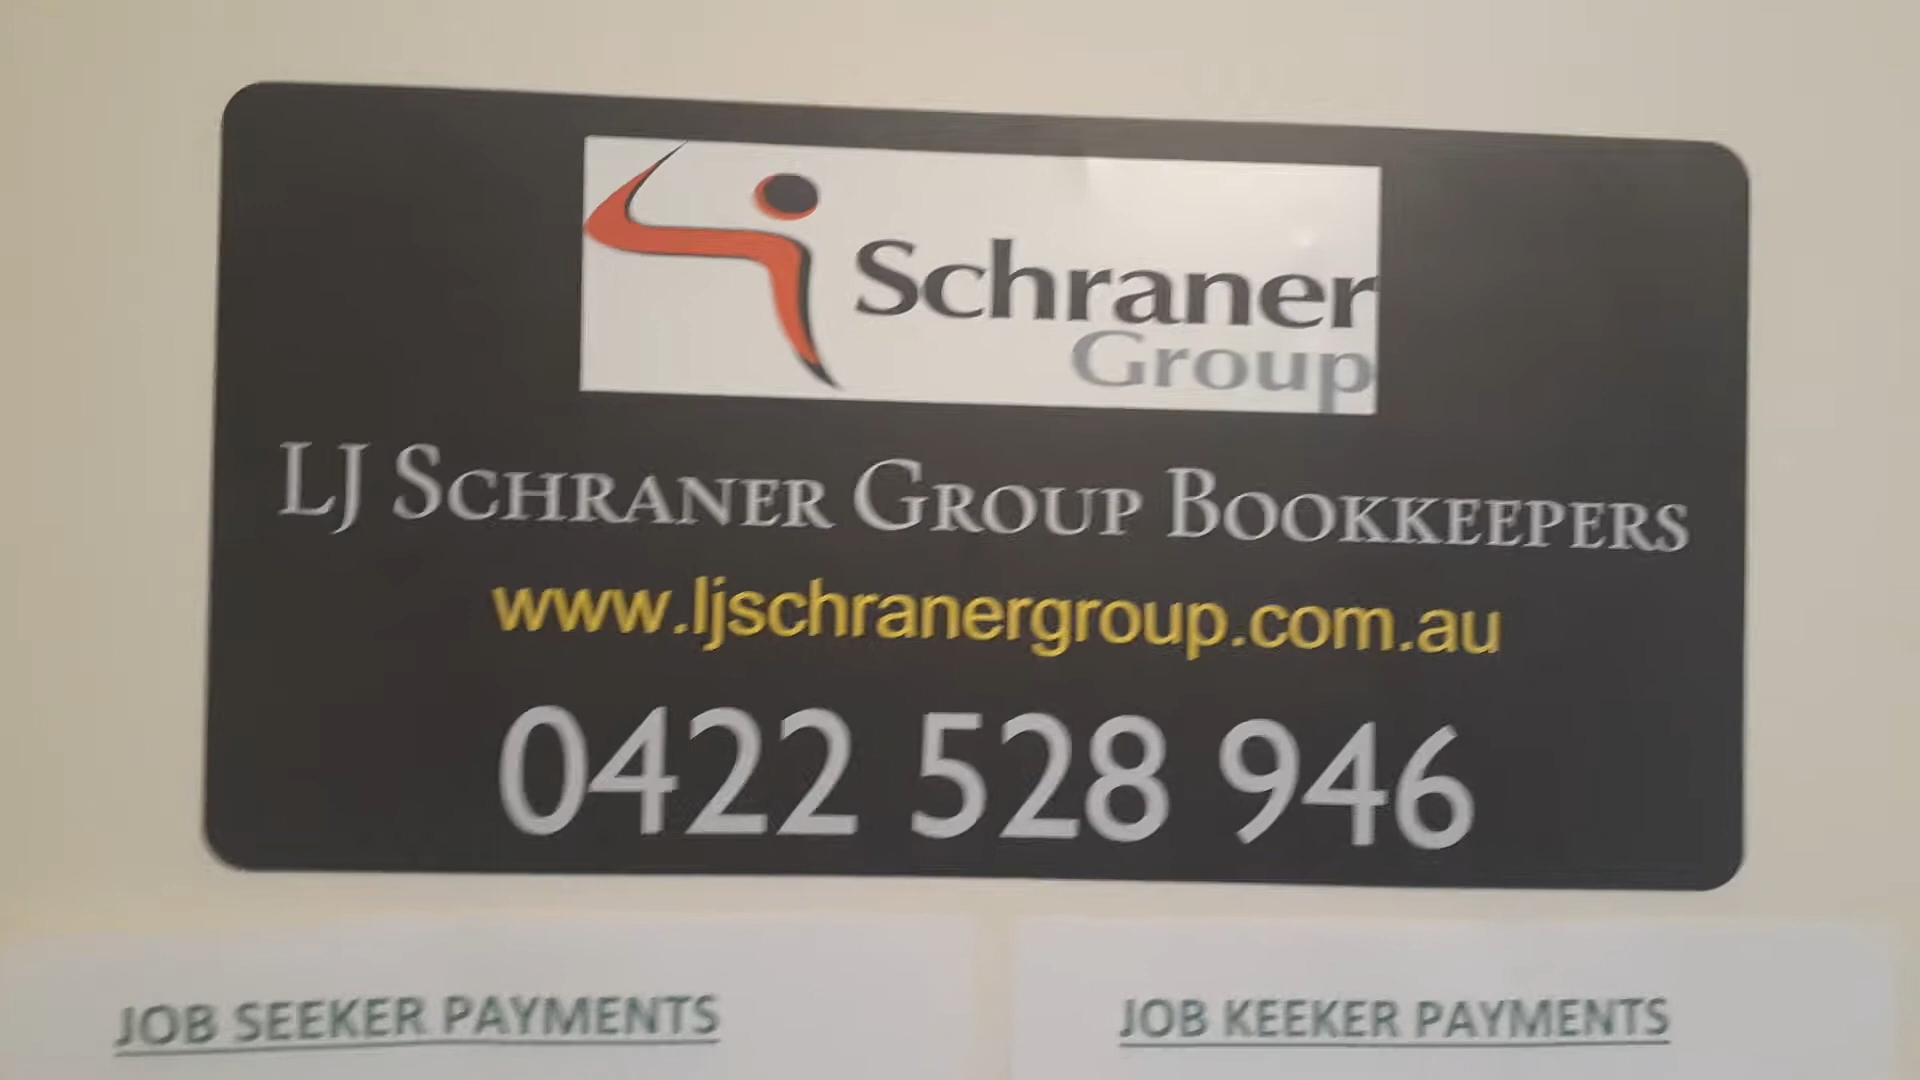 Schraner
Group
LJ SCHRANER GROUP BOOKKEEPERS
www.ljschranergroup.com.au
0422 528 946
JOB SEEKER PAYMENTS
JOB KEEKER PAYMENTS